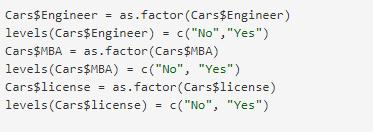 Cars$Engineer = as.factor(Cars$Engineer)
levels(Cars$Engineer) = c("No","Yes")
Cars$MBA = as.factor(Cars$MBA)
levels(Cars$MBA) = c("No", "Yes")
Cars$license = as.factor(Cars$license)
levels(Cars$license) = c("No", "Yes")